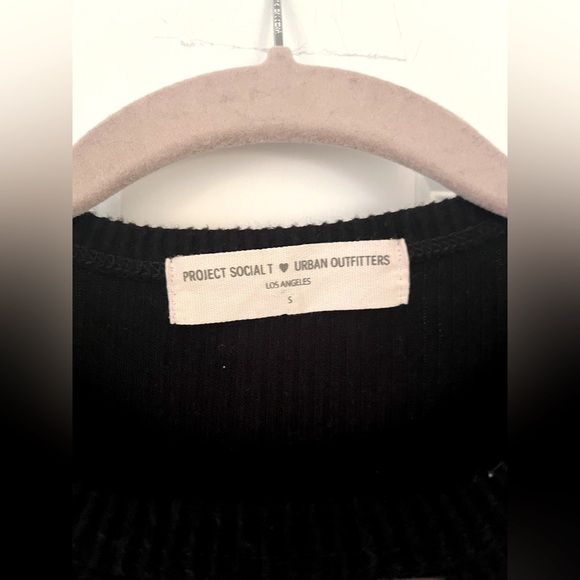 PROJECT SOCIAL T ♥ URBAN OUTFITTERS
LOS ANGELES
S